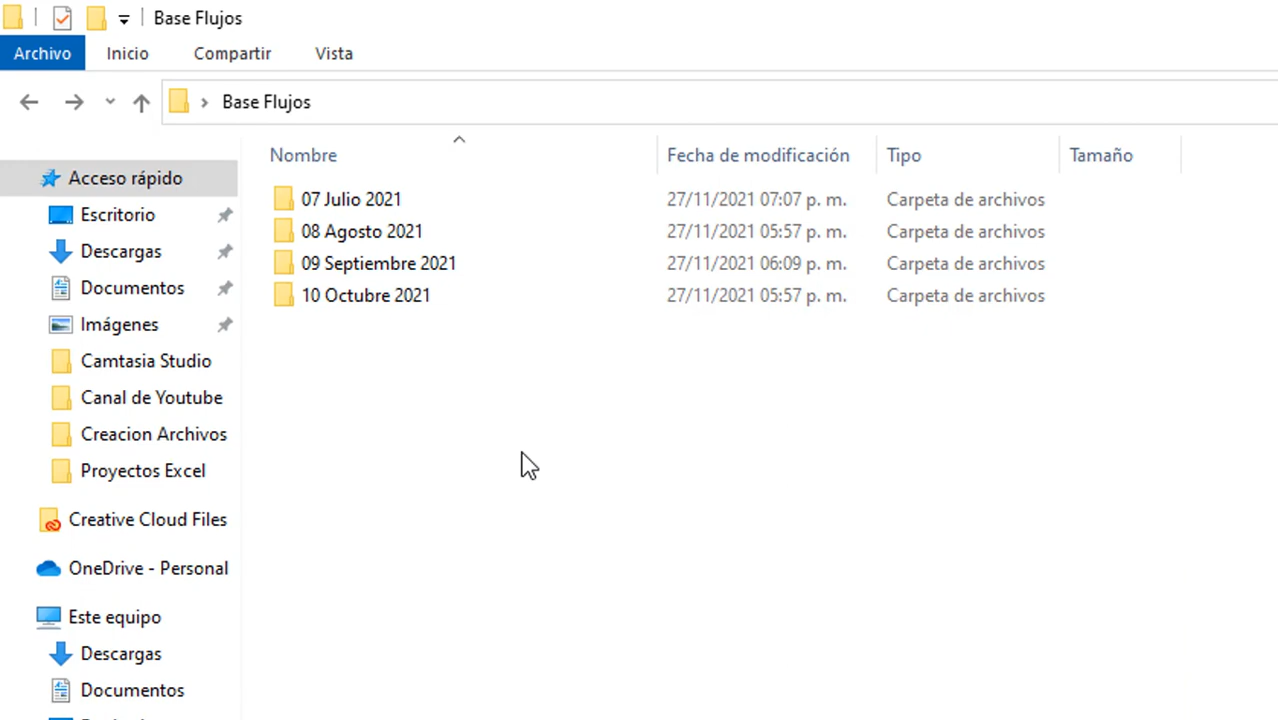 Base Flujos
Archivo Inicio Compartir Vista
Base Flujos
Nombre Fecha de modificación Tipo Tamaño
07 Julio 2021 27/11/2021 07:07 p. m. Carpeta de archivos
08 Agosto 2021 27/11/2021 05:57 p. m. Carpeta de archivos
09 Septiembre 2021 27/11/2021 06:09 p. m. Carpeta de archivos
10 Octubre 2021 27/11/2021 05:57 p. m. Carpeta de archivos
Acceso rápido
Escritorio
Descargas
Documentos
Imágenes
Camtasia Studio
Canal de Youtube
Creacion Archivos
Proyectos Excel
Creative Cloud Files
OneDrive - Personal
Este equipo
Descargas
Documentos